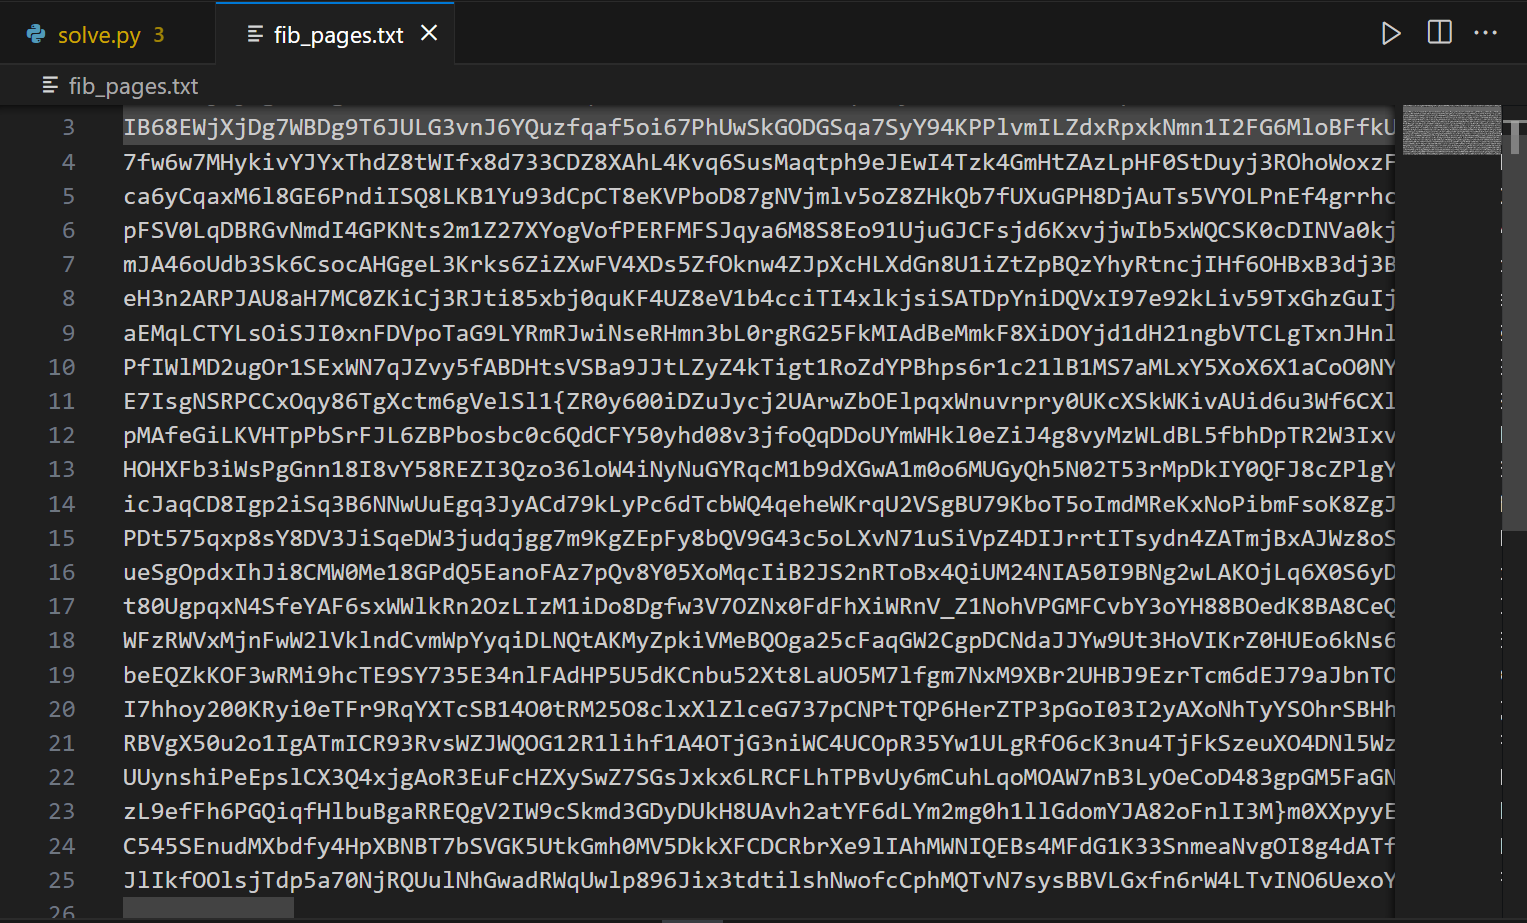 solve.py 3 fib_pages.txt
fib_pages.txt
3 IB68EWjXjDg7WBDg9T6JULG3vnJ6YQuzfqaf5oi67PhUwSkGODGSqa7SyY94KPPlvmILZdxRpxkNmn1I2FG6MloBFfkU
4 7fw6w7MHykivYJYxThdZ8tWIfx8d733CDZ8XAhL4Kvq6SusMaqtph9eJEwI4Tzk4GmHtZAzLpHF0StDuyj3ROhoWoxzF
5 ca6yCqaxM6l8GE6PndiISQ8LKB1Yu93dCpCT8eKVPboD87gNVjmlv5oZ8ZHkQb7fUXuGPH8DjAuTs5VYOLPnEf4grrhc
6 pFSV0LqDBRGvNmdI4GPKNts2m1Z27XYogVofPERFMFSJqya6M8S8Eo91UjuGJCFsjd6KxvjjwIb5xWQCSK0cDINVa0kj
7 mJA46oUdb3Sk6CsocAHGgeL3Krks6ZiZXwFV4XDs5ZfOknw4ZJpXcHLXdGn8U1iZtZpBQzYhyRtncjIHf6OHBxB3dj3B
8 eH3n2ARPJAU8aH7MC0ZKiCj3RJti85xbj0quKF4UZ8eV1b4cciTI4xlkjsiSATDpYniDQVxI97e92kLiv59TxGhzGuIj
9 aEMqLCTYLsOiSJI0xnFDVpoTaG9LYRmRJwiNseRHmn3bL0rgRG25FkMIAdBeMmkF8XiDOYjd1dH21ngbVTCLgTxnJHnl
10 PfIWlMD2ugOr1SExWN7qJZvy5fABDHtsVSBa9JJtLZyZ4kTigt1RoZdYPBhps6r1c21lB1MS7aMLxY5XoX6X1aCoO0NY
11 E7IsgNSRPCCxOqy86TgXctm6gVelSl1{ZR0y600iDZuJycj2UArwZbOElpqxWnuvrpry0UKcXSkWKivAUid6u3Wf6CXl
12 pMAfeGiLKVHTpPbSrFJL6ZBPbosbc0c6QdCFY50yhd08v3jfoQqDDoUYmWHkl0eZiJ4g8vyMzWLdBL5fbhDpTR2W3Ixv
13 HOHXFb3iWsPgGnn18I8vY58REZI3Qzo36loW4iNyNuGYRqcM1b9dXGwA1m0o6MUGyQh5N02T53rMpDkIY0QFJ8cZPlgY
14 icJaqCD8Igp2iSq3B6NNwUuEgq3JyACd79kLyPc6dTcbWQ4qeheWKrqU2VSgBU79KboT5oImdMReKxNoPibmFsoK8ZgJ
15 PDt575qxp8sY8DV3JiSqeDW3judqjgg7m9KgZEpFy8bQV9G43c5oLXvN71uSiVpZ4DIJrrtITsydn4ZATmjBxAJWz8oS
16 ueSgOpdxIhJi8CMW0Me18GPdQ5EanoFAz7pQv8Y05XoMqcIiB2JS2nRToBx4QiUM24NIA50I9BNg2wLAKOjLq6X0S6yD
17 t80UgpqxN4SfeYAF6sxWWlkRn2OzLIzM1iDo8Dgfw3V7OZNx0FdFhXiWRnV_Z1NohVPGMFCvbY3oYH88BOedK8BA8CeQ
18 WFzRWVxMjnFwW2lVklndCvmWpYyqiDLNQtAKMyZpkiVMeBQOga25cFaqGW2CgpDCNdaJJYw9Ut3HoVIKrZ0HUEo6kNs6
19 beEQZkKOF3wRMi9hcTE9SY735E34nlFAdHP5U5dKCnbu52Xt8LaUO5M7lfgm7NxM9XBr2UHBJ9EzrTcm6dEJ79aJbnTO
20 I7hhoy200KRyi0eTFr9RqYXTcSB14O0tRM25O8clxXlZlceG737pCNPtTQP6HerZTP3pGoI03I2yAXoNhTyYSOhrSBHh
21 RBVgX50u2o1IgATmICR93RvsWZJWQOG12R1lihf1A4OTjG3niWC4UCOpR35Yw1ULgRfO6cK3nu4TjFkSzeuXO4DNl5Wz
22 UUynshiPeEpslCX3Q4xjgAoR3EuFcHZXySwZ7SGsJxkx6LRCFLhTPBvUy6mCuhLqoMOAW7nB3LyOeCoD483gpGM5FaGN
23 zL9efFh6PGQiqfHlbuBgaRREQgV2IW9cSkmd3GDyDUkH8UAvh2atYF6dLYm2mg0h1llGdomYJA82oFnlI3M}m0XXpyyE
24 C545SEnudMXbdfy4HpXBNBT7bSVGK5UtkGmh0MV5DkkXFCDCRbrXe9lIAhMWNIQEBs4MFdG1K33SnmeaNvgOI8g4dATf
25 JlIkfOOlsjTdp5a70NjRQUulNhGwadRWqUwlp896Jix3tdtilshNwofcCphMQTvN7sysBBVLGxfn6rW4LTvINO6UexoY
26